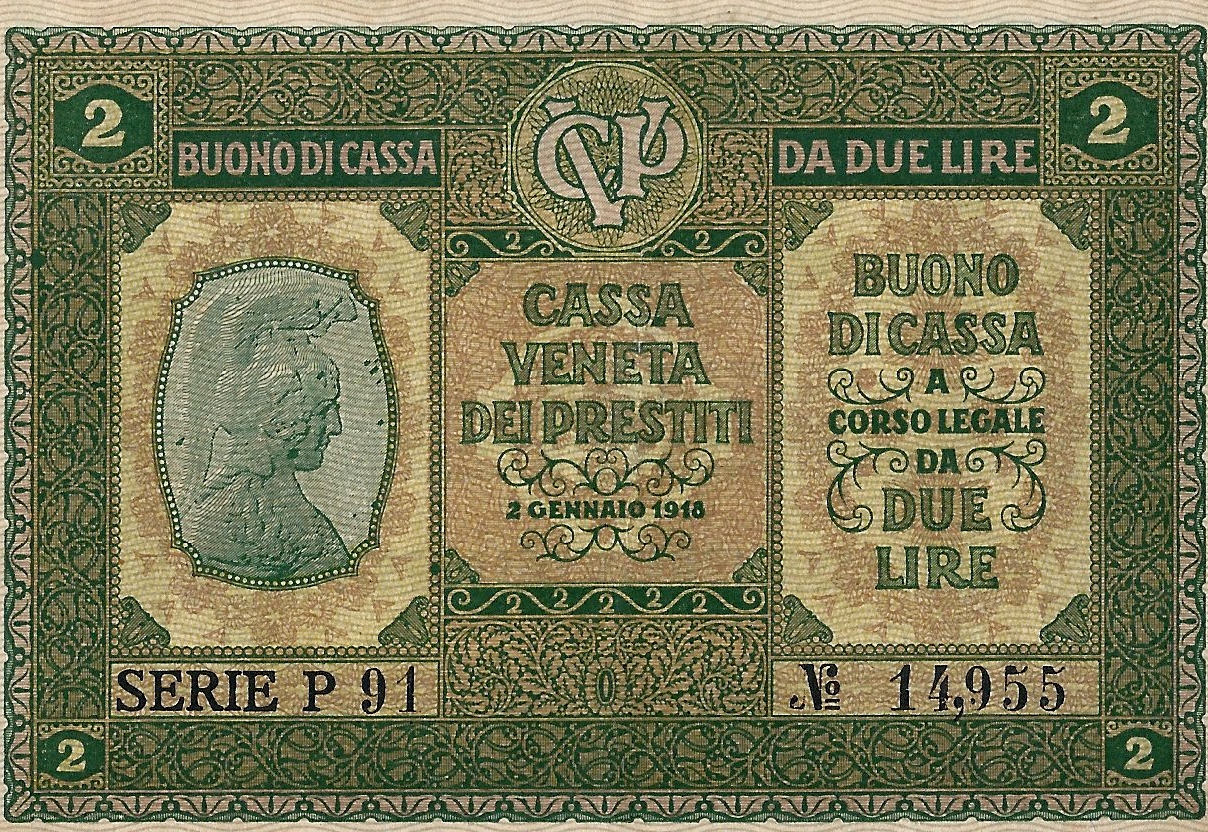 2
2
BUONO DI CASSA
CVP
DA DUE LIRE
2 2
CASSA
VENETA
DEI PRESTITI
2 GENNAIO 1918
BUONO
DI CASSA
A
CORSO LEGALE
DA
DUE
LIRE
2 2 2 2 2
SERIE P 91
0
№ 14,955
2
2